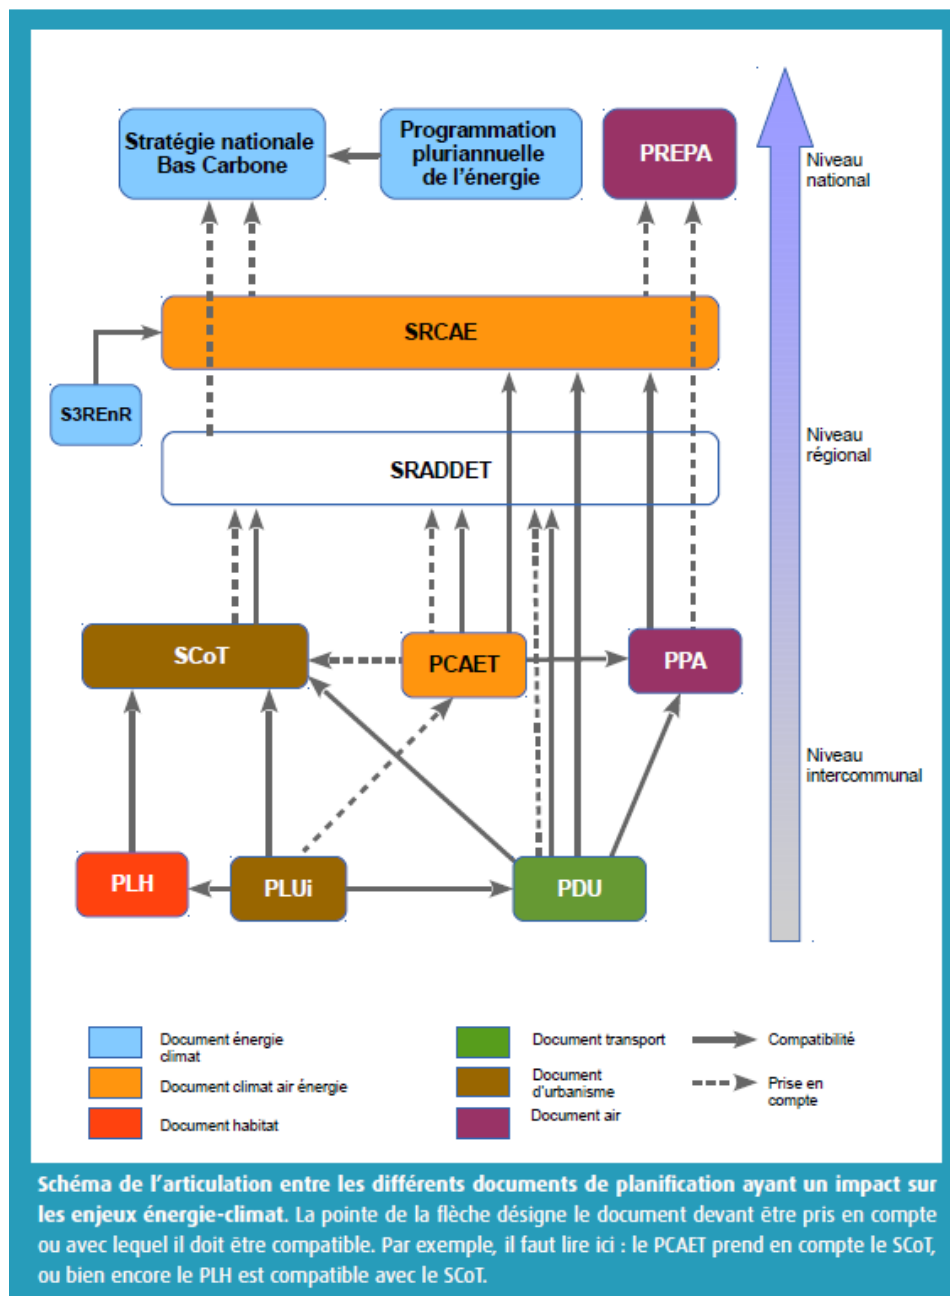 Stratégie nationale
Bas Carbone
Programmation
pluriannuelle
de l'énergie
PREPA
Niveau
national
SRCAE
S3REnR
Niveau
régional
SRADDET
SCoT
PCAET
PPA
Niveau
intercommunal
PLH
PLUi
PDU
Document énergie
climat
Document climat air énergie
Document habitat
Document transport
Document
d'urbanisme
Document air
Compatibilité
Prise en
compte
Schéma de l'articulation entre les différents documents de planification ayant un impact sur
les enjeux énergie-climat. La pointe de la flèche désigne le document devant être pris en compte
ou avec lequel il doit être compatible. Par exemple, il faut lire ici : le PCAET prend en compte le SCoT,
ou bien encore le PLH est compatible avec le SCoT.